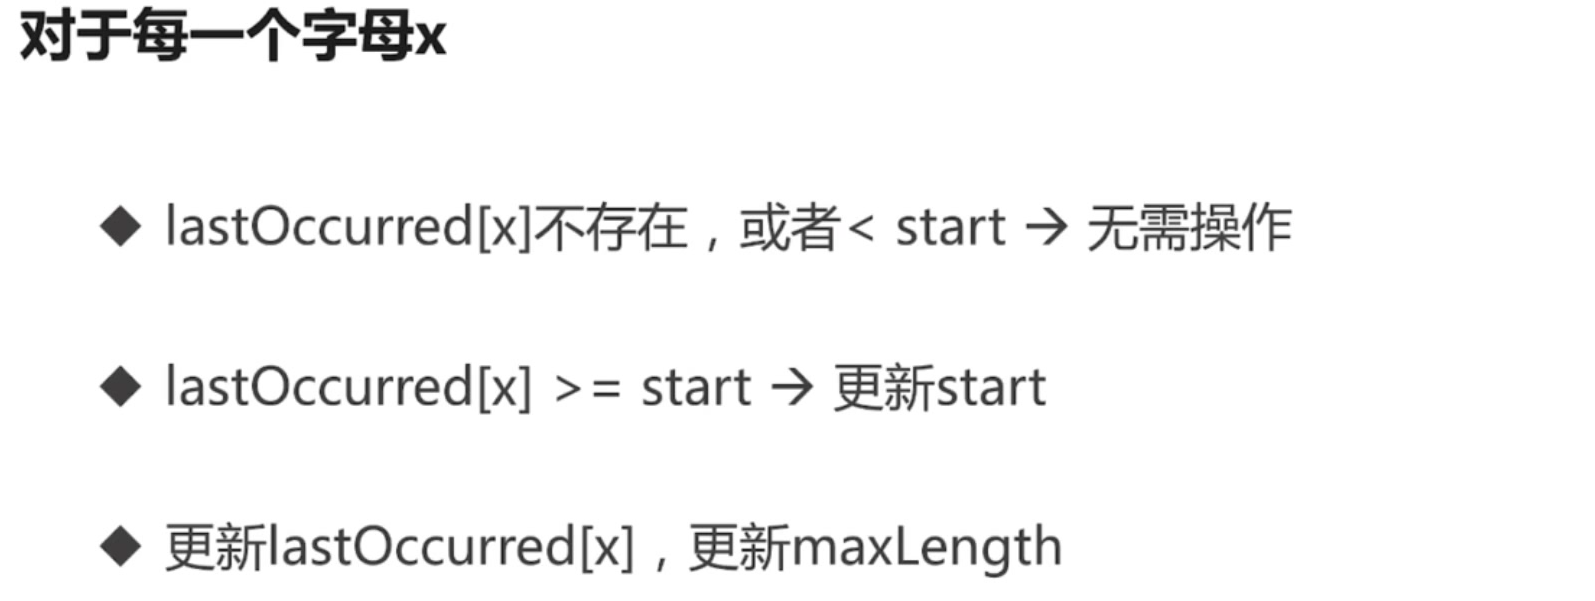 对于每一个字母x
◆ lastOccurred[x]不存在，或者< start → 无需操作
◆ lastOccurred[x] >= start → 更新start
◆ 更新lastOccurred[x]，更新maxLength